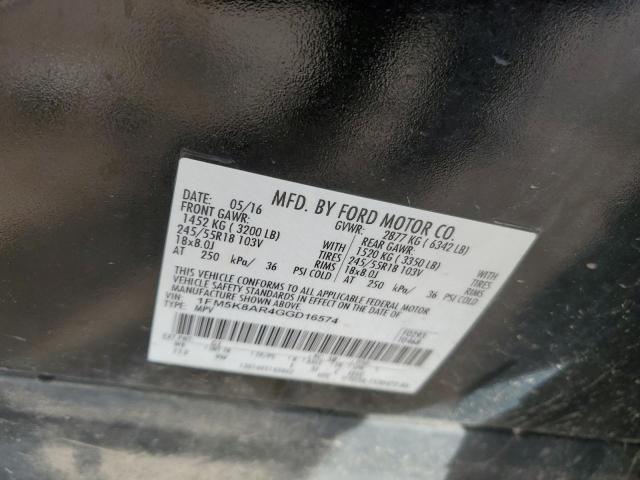 MFD. BY FORD MOTOR CO.
DATE: 05/16 GVWR: 2877 KG ( 6342 LB)
FRONT GAWR: REAR GAWR:
1452 KG ( 3200 LB) WITH 1520 KG ( 3350 LB) WITH
245/55R18 103V TIRES 245/55R18 103V TIRES
18x8.0J RIMS 18x8.0J RIMS
AT 250 kPa/ 36 PSI COLD AT 250 kPa/ 36 PSI COLD
THIS VEHICLE CONFORMS TO ALL APPLICABLE FEDERAL MOTOR
VEHICLE SAFETY STANDARDS IN EFFECT ON THE DATE OF
MANUFACTURE SHOWN ABOVE.
VIN: 1FM5K8AR4GGD16574
TYPE: MPV